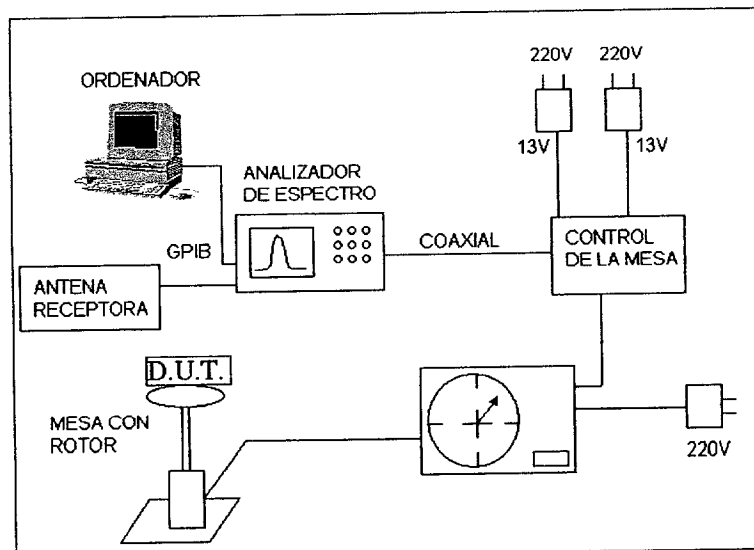 220V 220V
ORDENADOR
13V 13V
ANALIZADOR
DE ESPECTRO
GPIB
COAXIAL
CONTROL
DE LA MESA
ANTENA
RECEPTORA
D.U.T.
MESA CON
ROTOR
220V